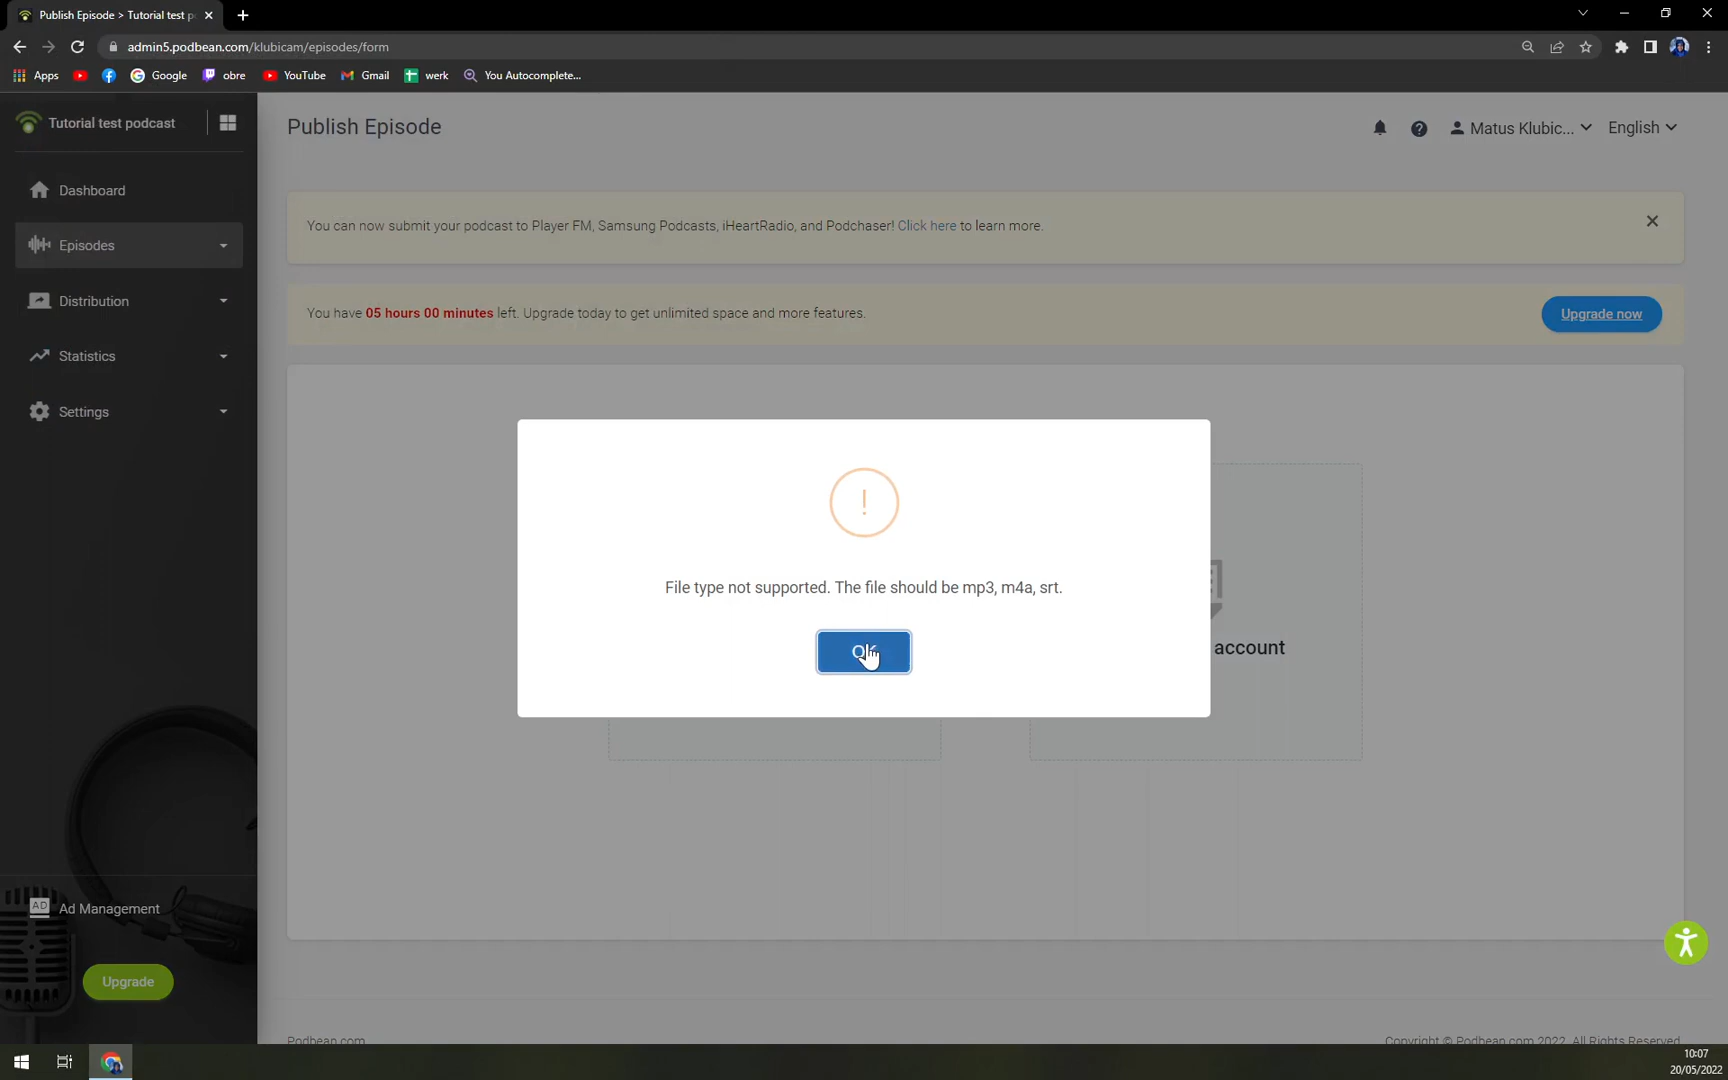 Publish Episode > Tutorial test p
admin5.podbean.com/klubicam/episodes/form
Apps
Google
obre
YouTube
Gmail
werk
You Autocomplete...
Tutorial test podcast
Publish Episode
Matus Klubic...
English
Dashboard
You can now submit your podcast to Player FM, Samsung Podcasts, iHeartRadio, and Podchaser! Click here to learn more.
Episodes
Distribution
You have 05 hours 00 minutes left. Upgrade today to get unlimited space and more features.
Upgrade now
Statistics
Settings
!
File type not supported. The file should be mp3, m4a, srt.
OK
account
AD
Ad Management
Upgrade
Podbean.com
Copyright © Podbean.com 2022. All Rights Reserved
10:07
20/05/2022